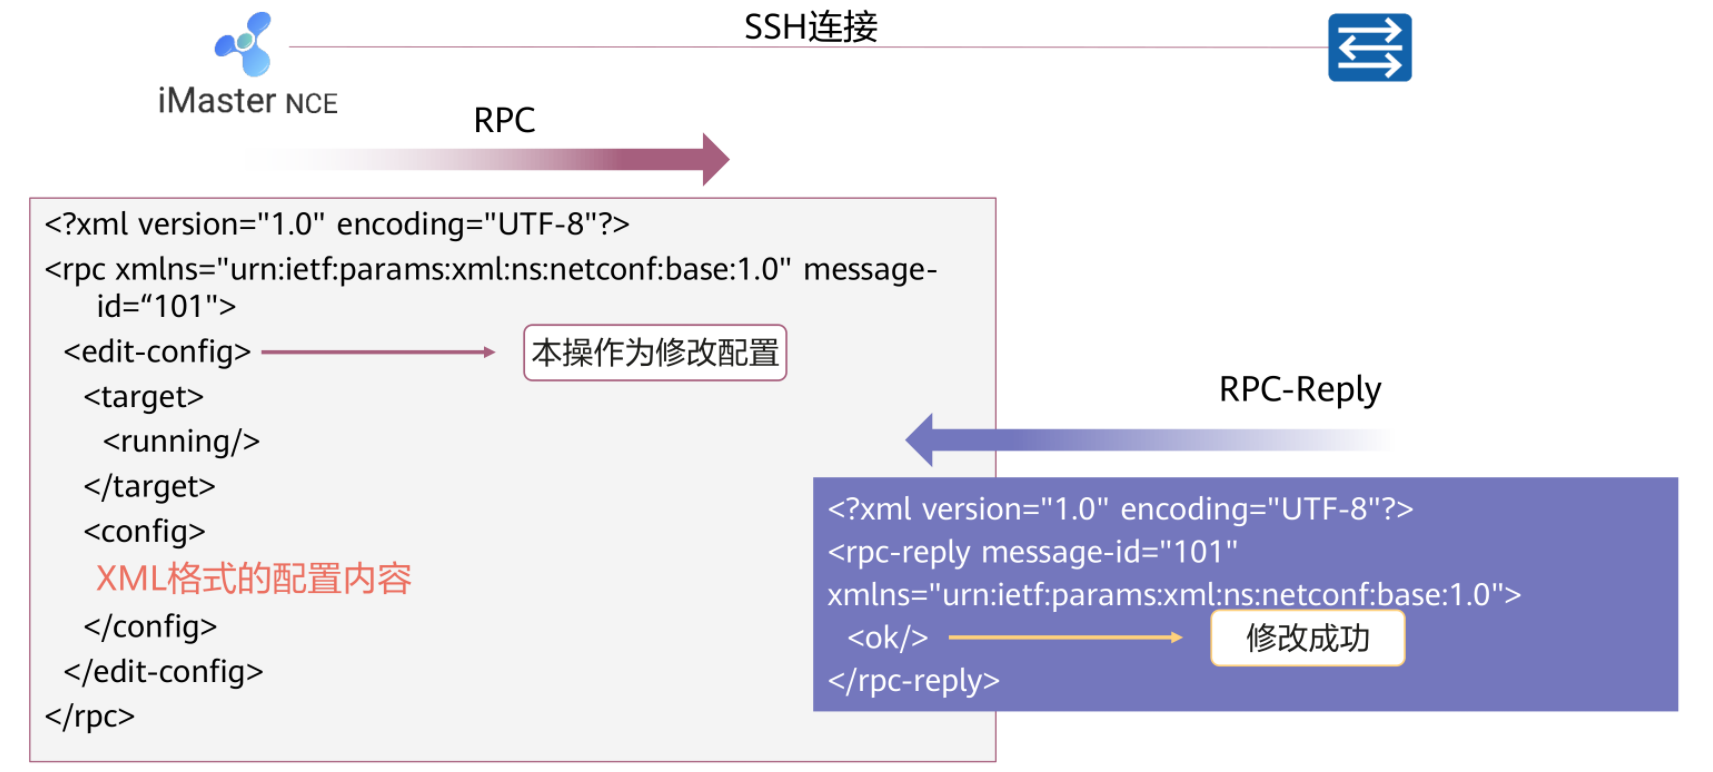 SSH连接
iMaster NCE
RPC
<?xml version="1.0" encoding="UTF-8"?>
<rpc xmlns="urn:ietf:params:xml:ns:netconf:base:1.0" message-
id=“101">
<edit-config>
本操作为修改配置
<target>
<running/>
</target>
<config>
XML格式的配置内容
</config>
</edit-config>
</rpc>
RPC-Reply
<?xml version="1.0" encoding="UTF-8"?>
<rpc-reply message-id="101"
xmlns="urn:ietf:params:xml:ns:netconf:base:1.0">
<ok/>
修改成功
</rpc-reply>